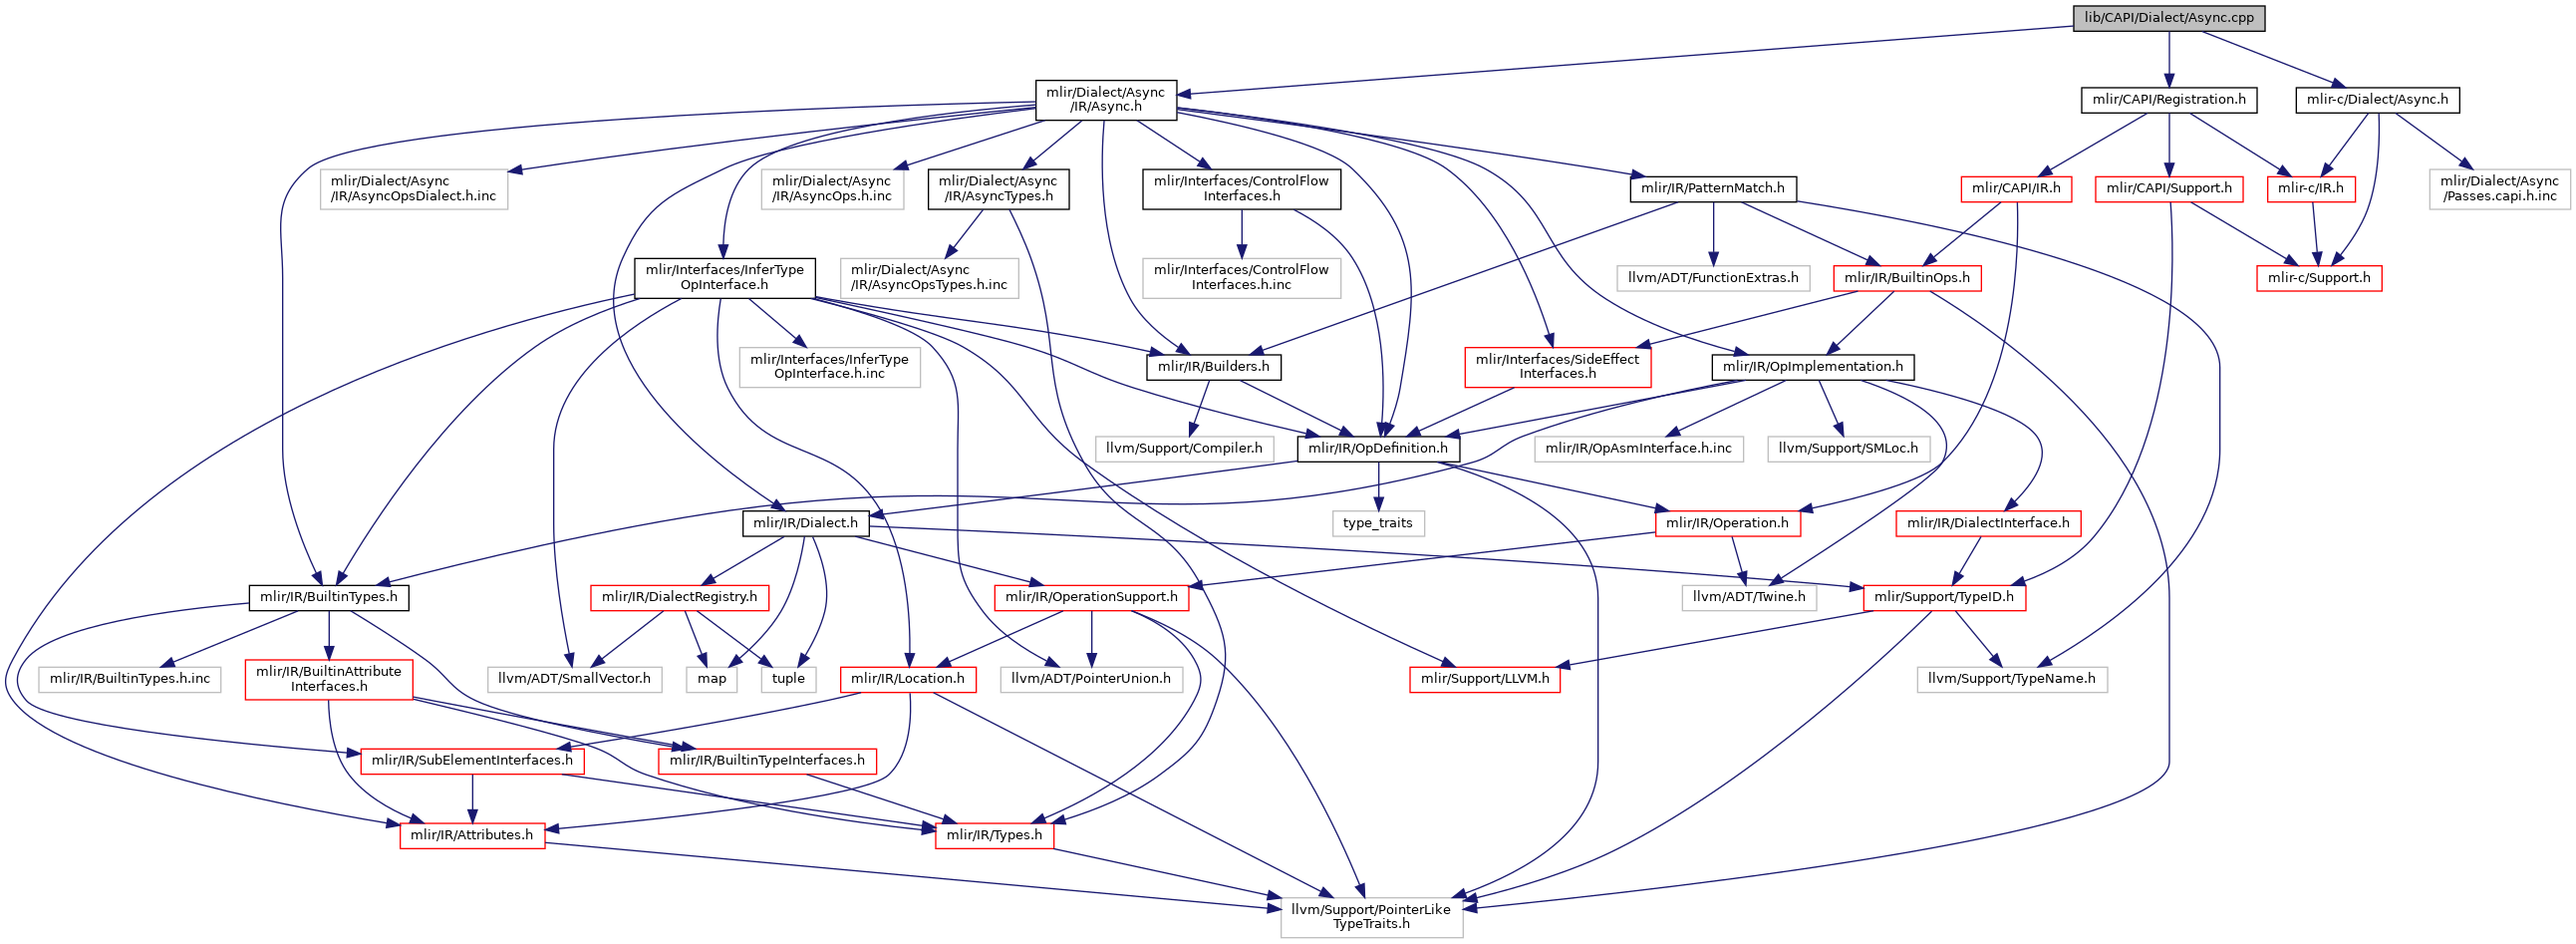 lib/CAPI/Dialect/Async.cpp
mlir/Dialect/Async
/IR/Async.h
mlir/CAPI/Registration.h
mlir-c/Dialect/Async.h
mlir/Dialect/Async
/IR/AsyncOpsDialect.h.inc
mlir/Dialect/Async
/IR/AsyncOps.h.inc
mlir/Dialect/Async
/IR/AsyncTypes.h
mlir/Interfaces/ControlFlow
Interfaces.h
mlir/IR/PatternMatch.h
mlir/CAPI/IR.h
mlir/CAPI/Support.h
mlir-c/IR.h
mlir/Dialect/Async
/Passes.capi.h.inc
mlir/Interfaces/InferType
OpInterface.h
mlir/Dialect/Async
/IR/AsyncOpsTypes.h.inc
mlir/Interfaces/ControlFlow
Interfaces.h.inc
llvm/ADT/FunctionExtras.h
mlir/IR/BuiltinOps.h
mlir-c/Support.h
mlir/Interfaces/InferType
OpInterface.h.inc
mlir/IR/Builders.h
mlir/Interfaces/SideEffect
Interfaces.h
mlir/IR/OpImplementation.h
llvm/Support/Compiler.h
mlir/IR/OpDefinition.h
mlir/IR/OpAsmInterface.h.inc
llvm/Support/SMLoc.h
mlir/IR/Dialect.h
type_traits
mlir/IR/Operation.h
mlir/IR/DialectInterface.h
mlir/IR/BuiltinTypes.h
mlir/IR/DialectRegistry.h
mlir/IR/OperationSupport.h
llvm/ADT/Twine.h
mlir/Support/TypeID.h
mlir/IR/BuiltinTypes.h.inc
mlir/IR/BuiltinAttribute
Interfaces.h
llvm/ADT/SmallVector.h
map
tuple
mlir/IR/Location.h
llvm/ADT/PointerUnion.h
mlir/Support/LLVM.h
llvm/Support/TypeName.h
mlir/IR/SubElementInterfaces.h
mlir/IR/BuiltinTypeInterfaces.h
mlir/IR/Attributes.h
mlir/IR/Types.h
llvm/Support/PointerLike
TypeTraits.h